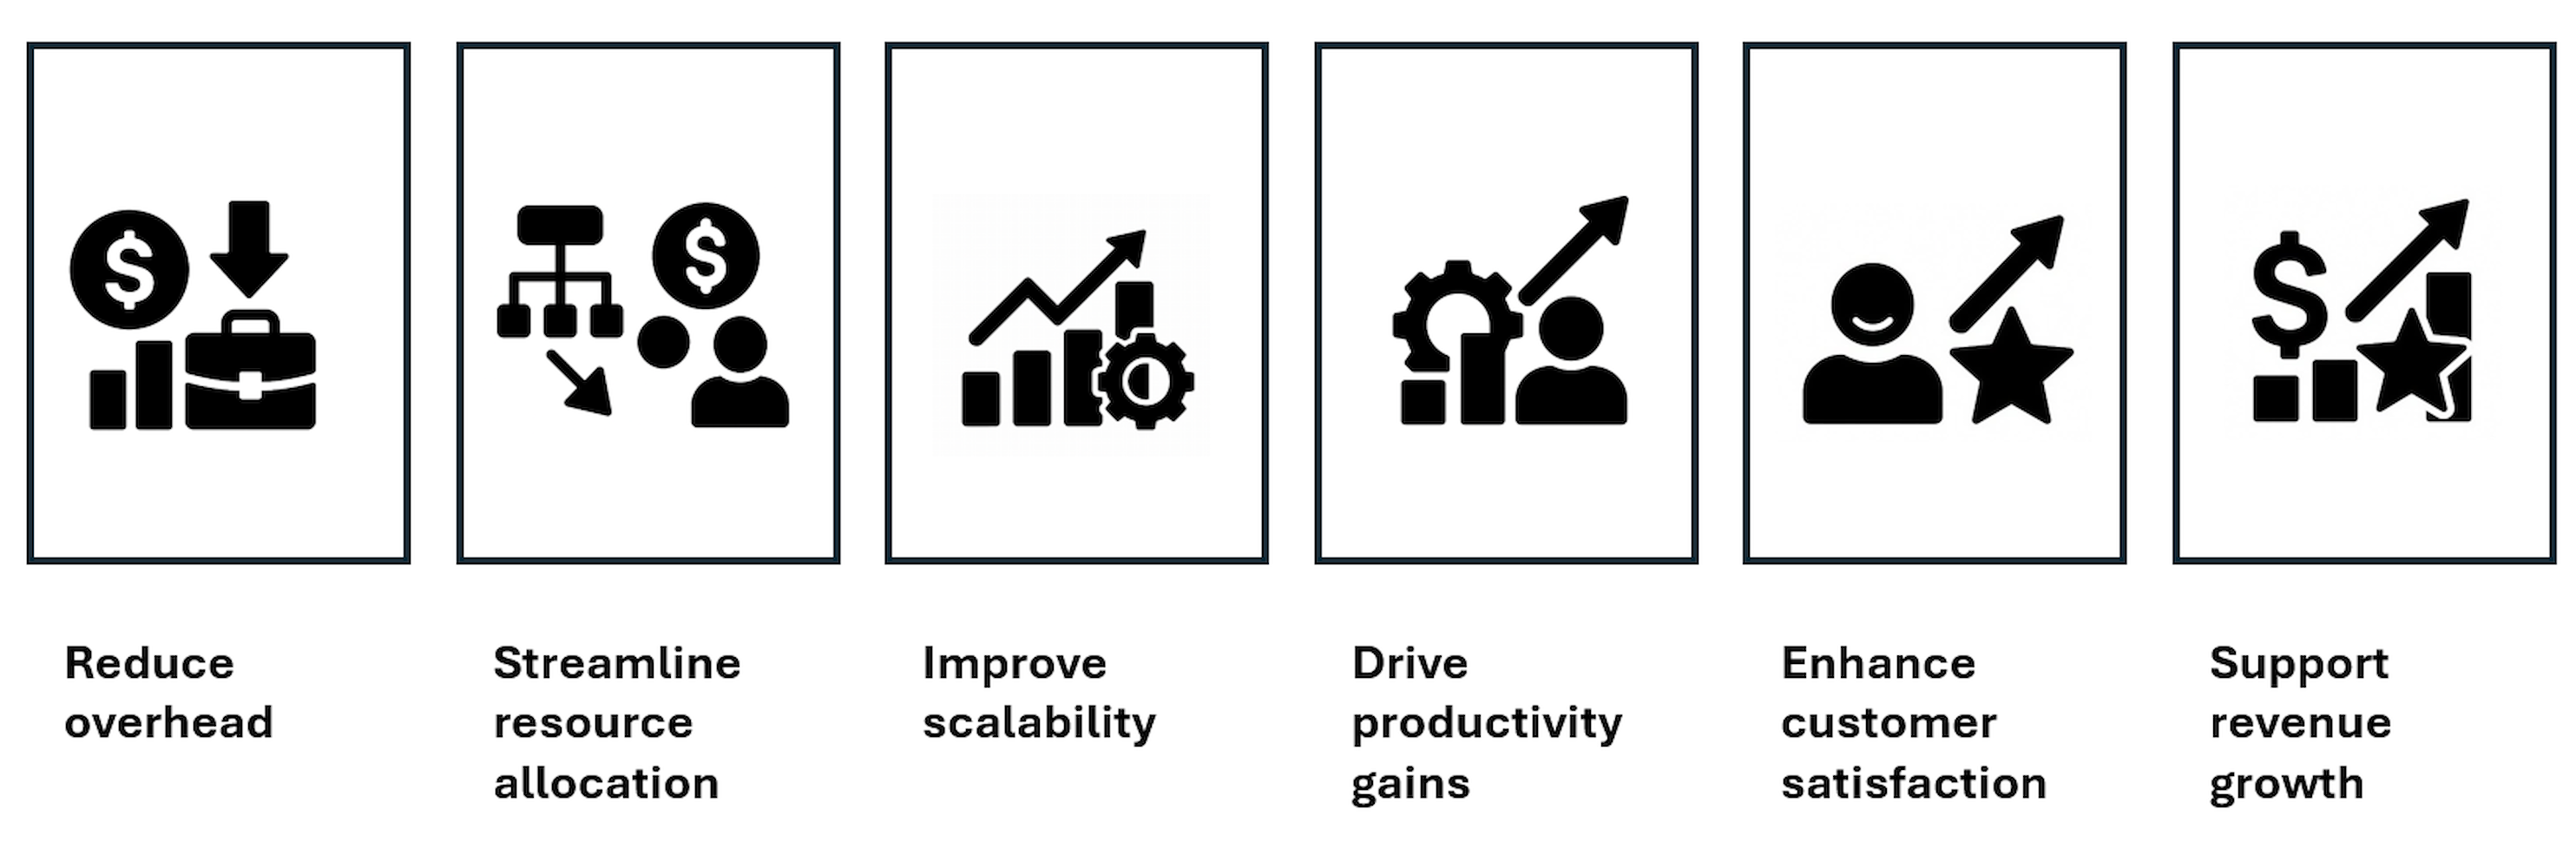 $
$
$
Reduce
overhead
Streamline
resource
allocation
Improve
scalability
Drive
productivity
gains
Enhance
customer
satisfaction
Support
revenue
growth